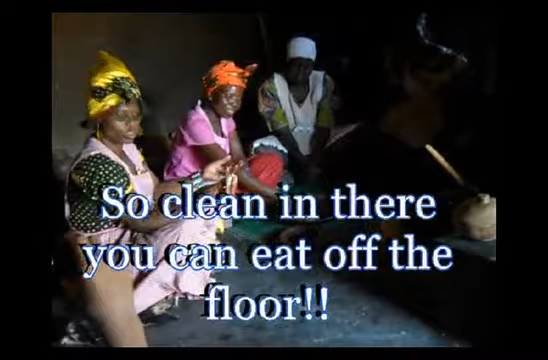 So clean in there
you can eat off the
floor!!